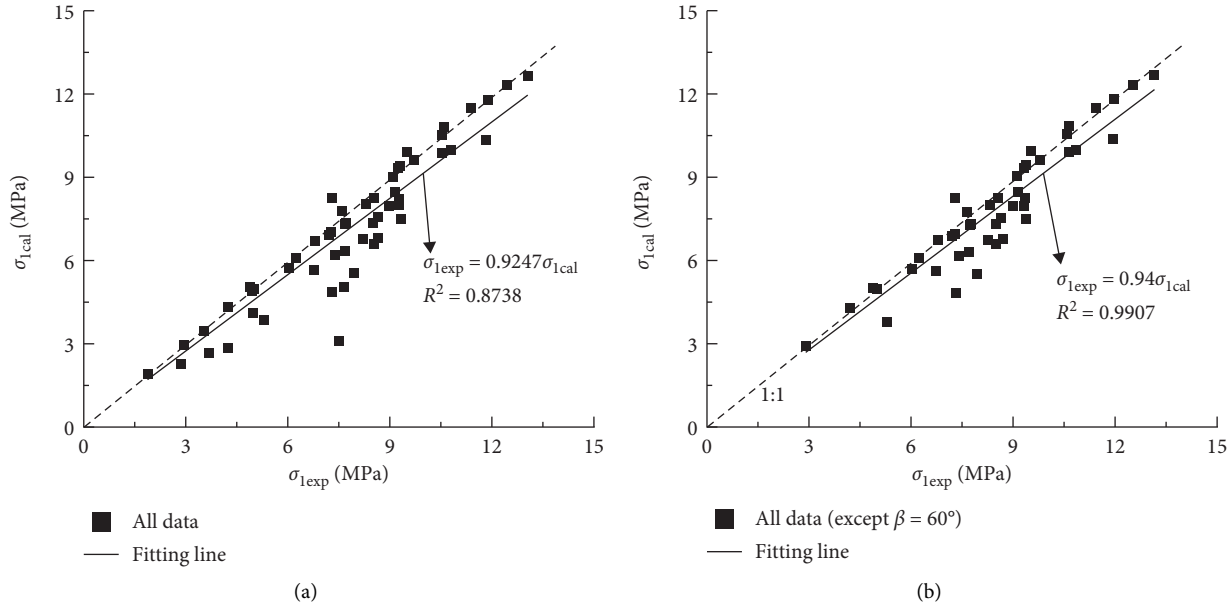 15
12
9
6
3
0
σ1cal (MPa)
0 3 6 9 12 15
σ1exp (MPa)
σ1exp = 0.9247σ1cal
R² = 0.8738
All data
Fitting line
(a)
15
12
9
6
3
0
σ1cal (MPa)
0 3 6 9 12 15
σ1exp (MPa)
σ1exp = 0.94σ1cal
R² = 0.9907
1:1
All data (except β = 60°)
Fitting line
(b)